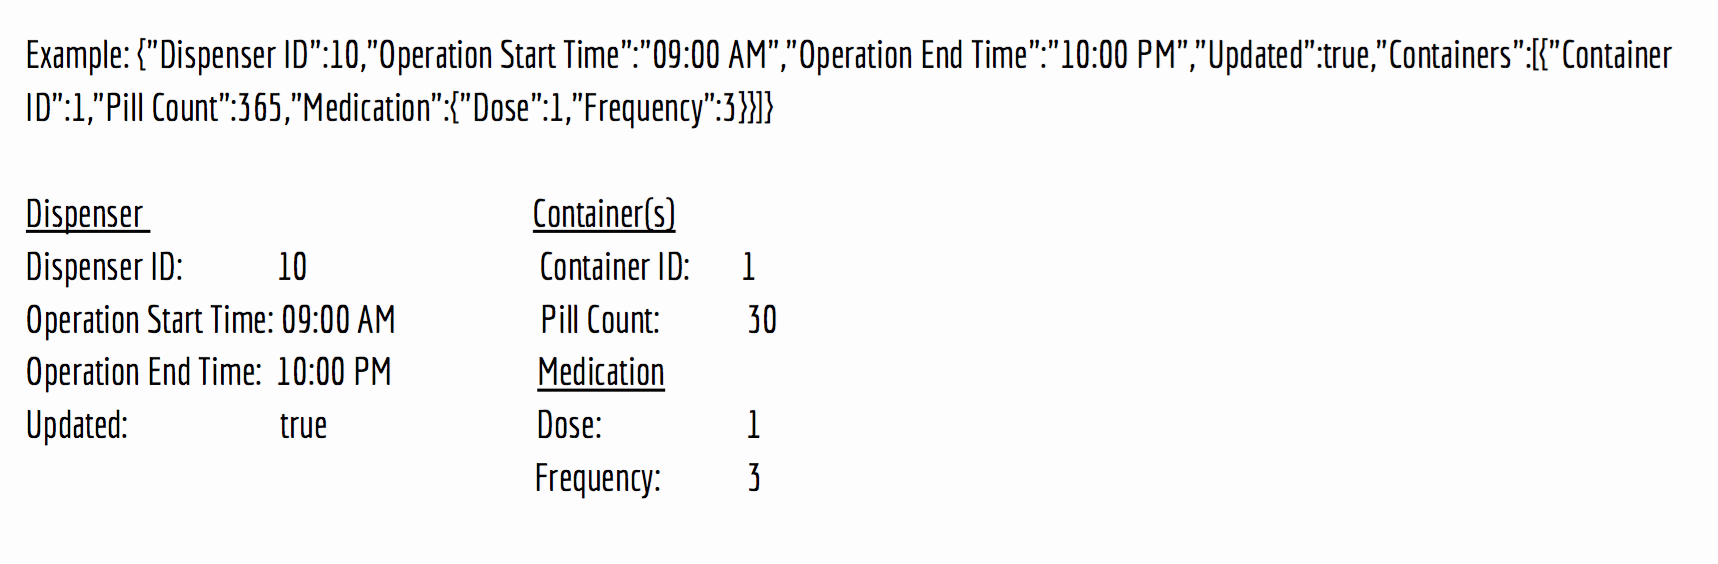 Example: {"Dispenser ID":10,"Operation Start Time":"09:00 AM","Operation End Time":"10:00 PM","Updated":true,"Containers":[{"Container
ID":1,"Pill Count":365,"Medication":{"Dose":1,"Frequency":3}}]}
Dispenser
Dispenser ID: 10
Operation Start Time: 09:00 AM
Operation End Time: 10:00 PM
Updated: true
Container(s)
Container ID: 1
Pill Count: 30
Medication
Dose: 1
Frequency: 3